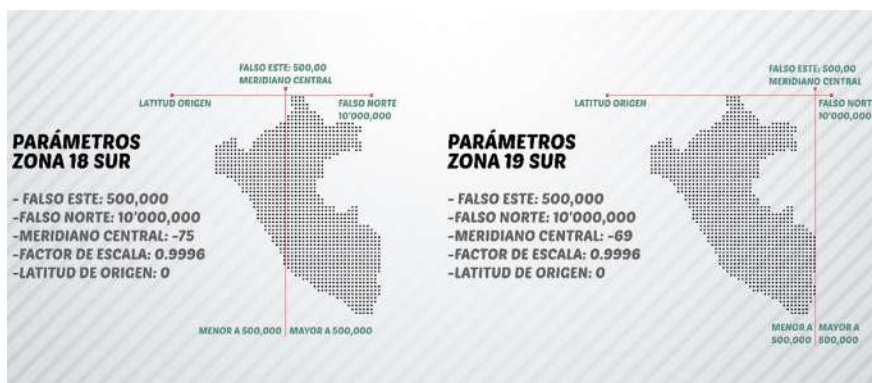 FALSO ESTE: 500,00
MERIDIANO CENTRAL
LATITUD ORIGEN
FALSO NORTE
10'000,000
PARÁMETROS
ZONA 18 SUR
- FALSO ESTE: 500,000
-FALSO NORTE: 10'000,000
-MERIDIANO CENTRAL: -75
-FACTOR DE ESCALA: 0.9996
-LATITUD DE ORIGEN: 0
MENOR A 500,000
MAYOR A 500,000
FALSO ESTE: 500,00
MERIDIANO CENTRAL
LATITUD ORIGEN
FALSO NORT
10'000,000
PARÁMETROS
ZONA 19 SUR
- FALSO ESTE: 500,000
-FALSO NORTE: 10'000,000
-MERIDIANO CENTRAL: -69
-FACTOR DE ESCALA: 0.9996
-LATITUD DE ORIGEN: 0
MENOR A
500,000
MAYOR A
500,000